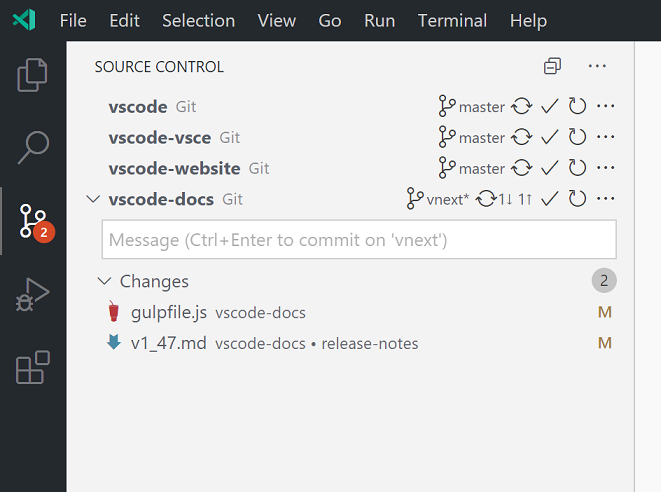 File Edit Selection View Go Run Terminal Help
SOURCE CONTROL
vscode Git master
vscode-vsce Git master
vscode-website Git master
vscode-docs Git vnext* 1↓ 1↑
2
Message (Ctrl+Enter to commit on 'vnext')
Changes 2
gulpfile.js vscode-docs M
v1_47.md vscode-docs • release-notes M